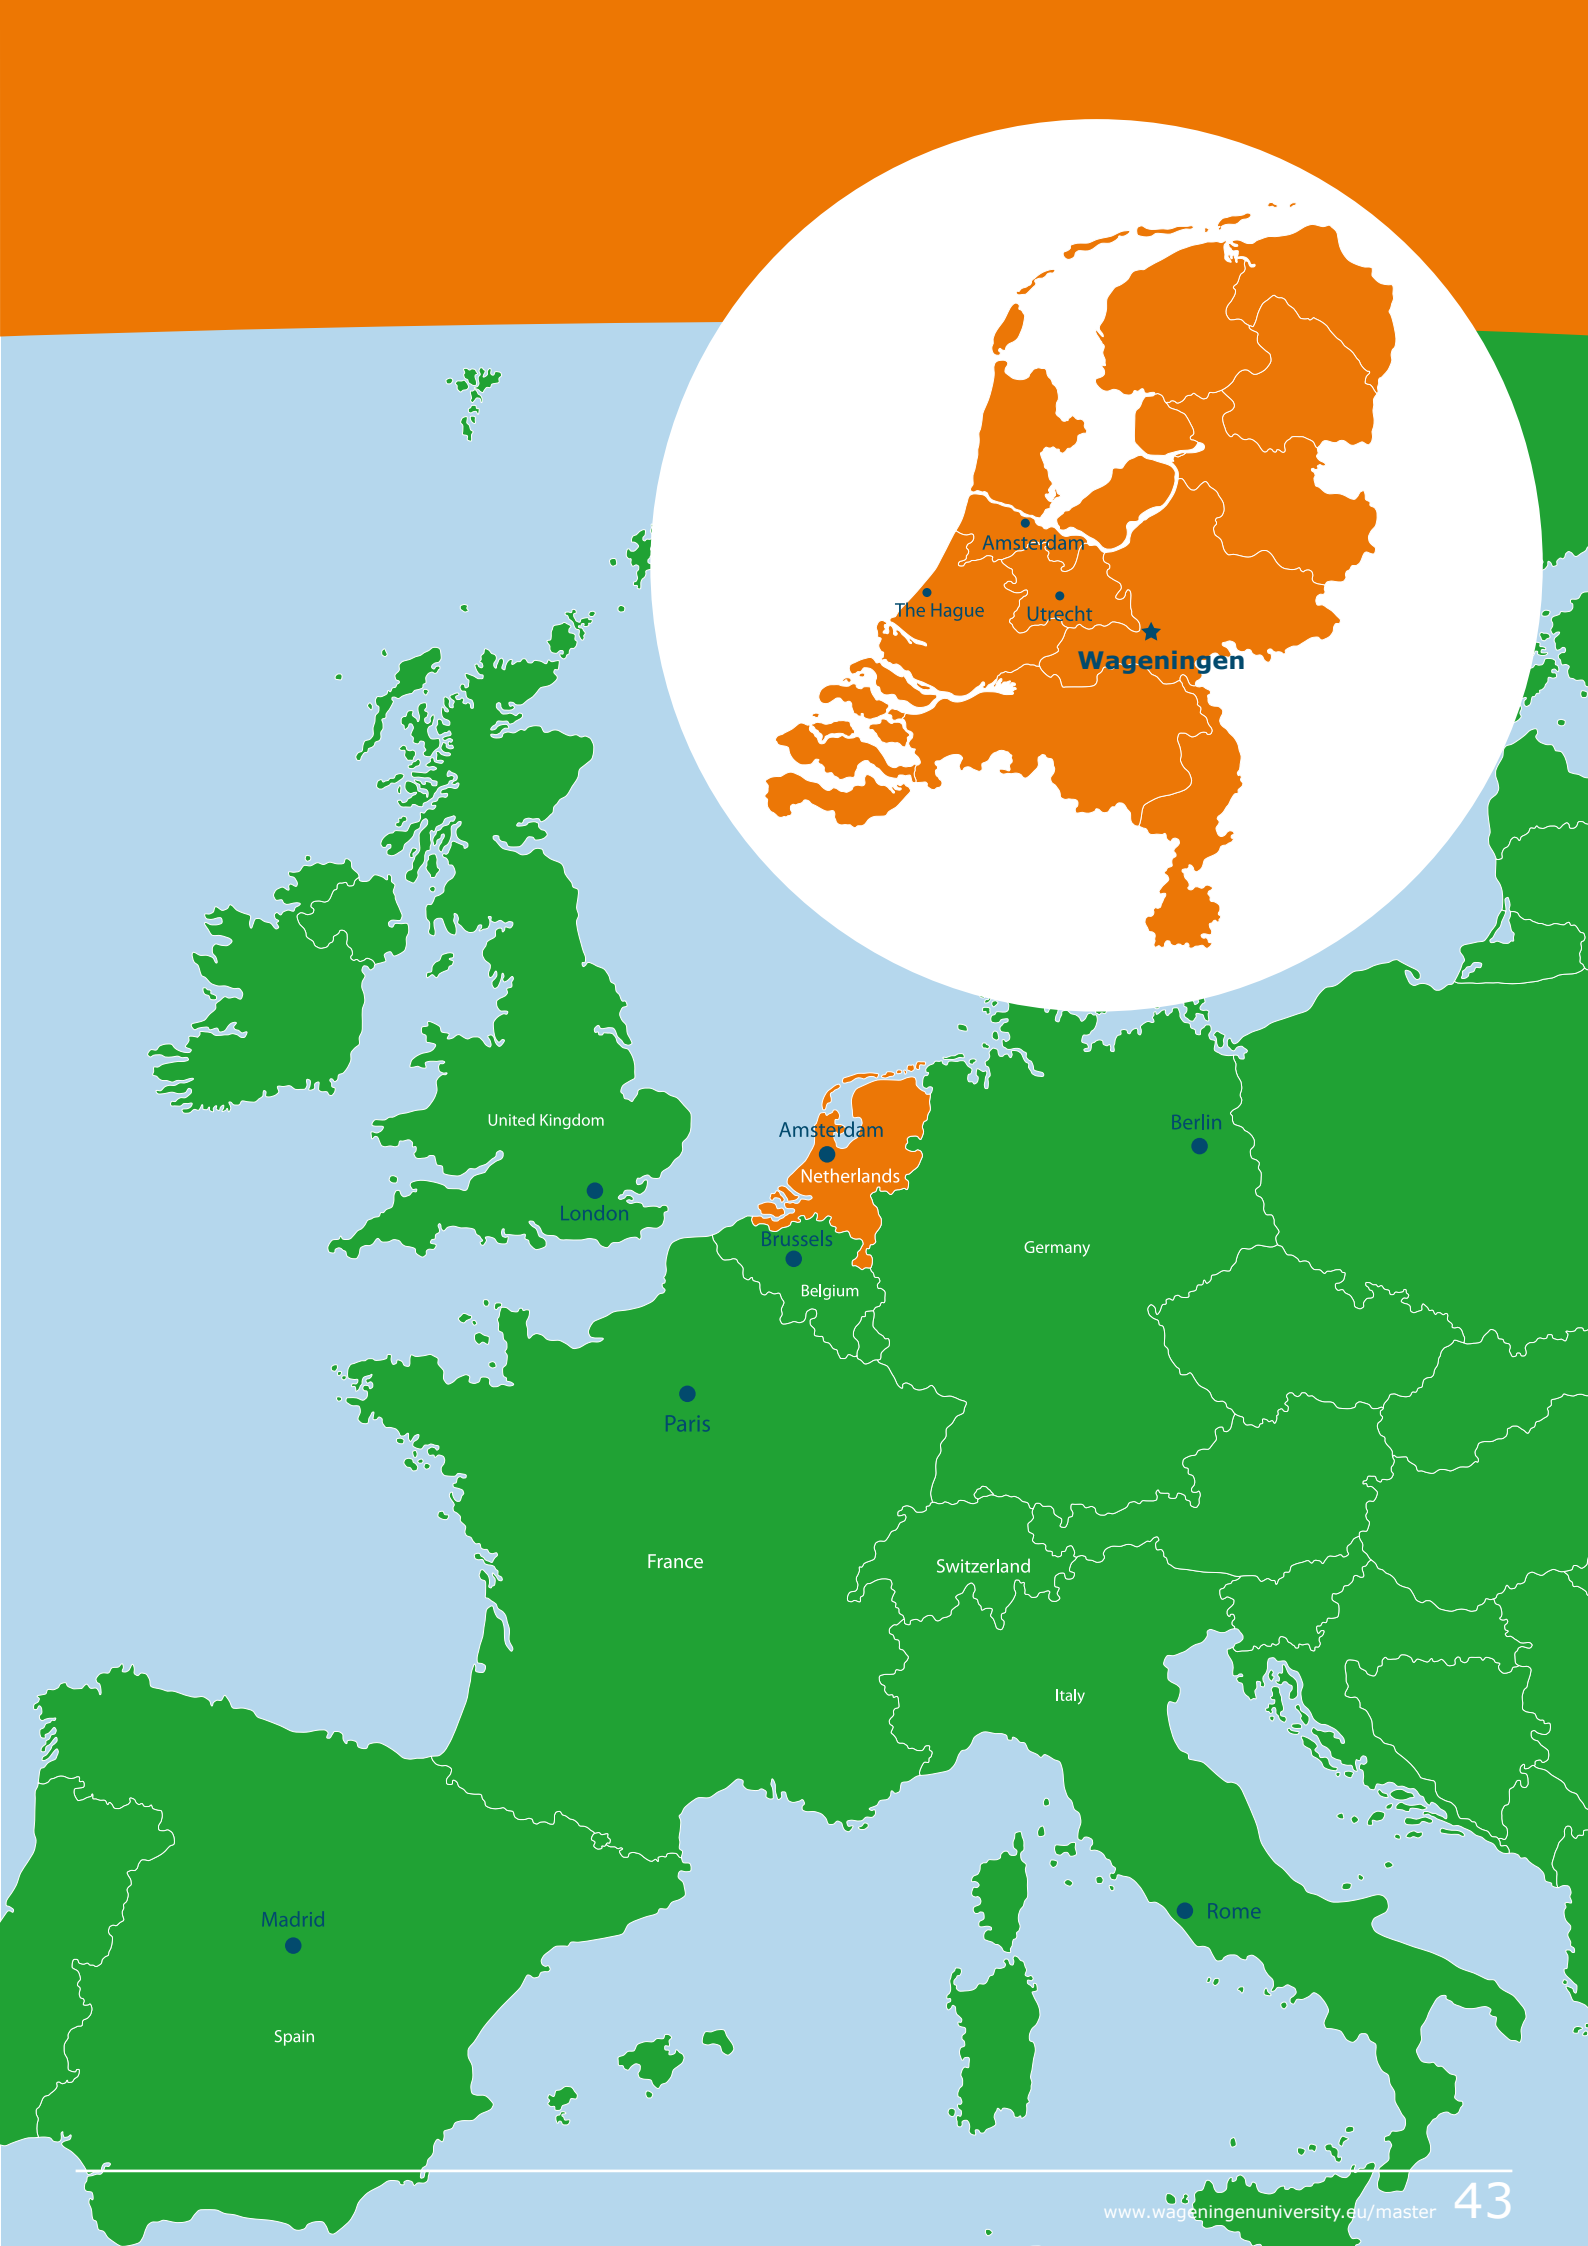 Amsterdam
The Hague
Utrecht
Wageningen
United Kingdom
Amsterdam
Berlin
Netherlands
London
Brussels
Germany
Belgium
Paris
France
Switzerland
Italy
Madrid
Rome
Spain
www.wageningenuniversity.eu/master 43